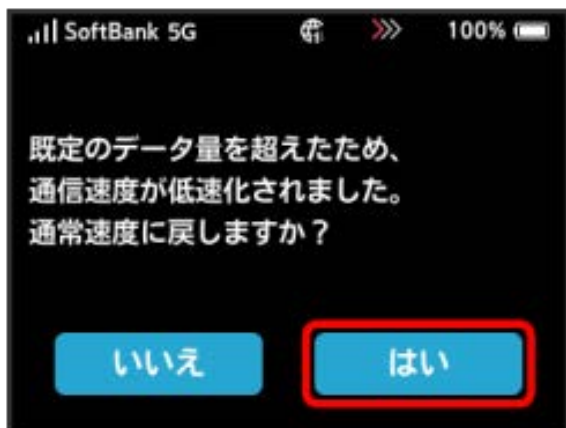 SoftBank 5G 100%
既定のデータ量を超えたため、
通信速度が低速化されました。
通常速度に戻しますか？
いいえ はい